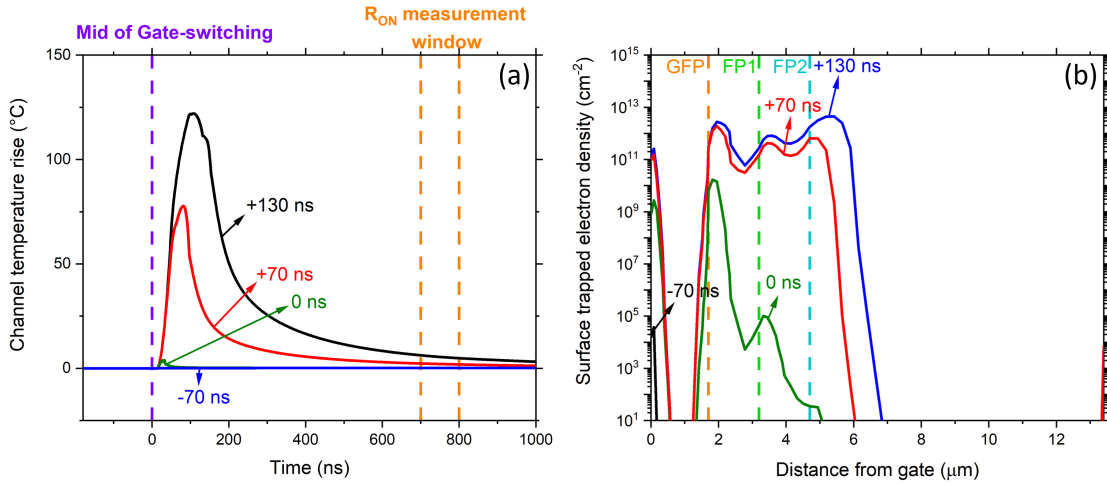 Mid of Gate-switching
R_ON measurement
window
150
125
100
75
50
25
0
Channel temperature rise (°C)
(a)
+130 ns
+70 ns
0 ns
-70 ns
0
200
400
600
800
1000
Time (ns)
10^15
10^13
10^11
10^9
10^7
10^5
10^3
10^1
Surface trapped electron density (cm^-2)
(b)
GFP
FP1
FP2
+130 ns
+70 ns
-70 ns
0 ns
0
2
4
6
8
10
12
Distance from gate (μm)